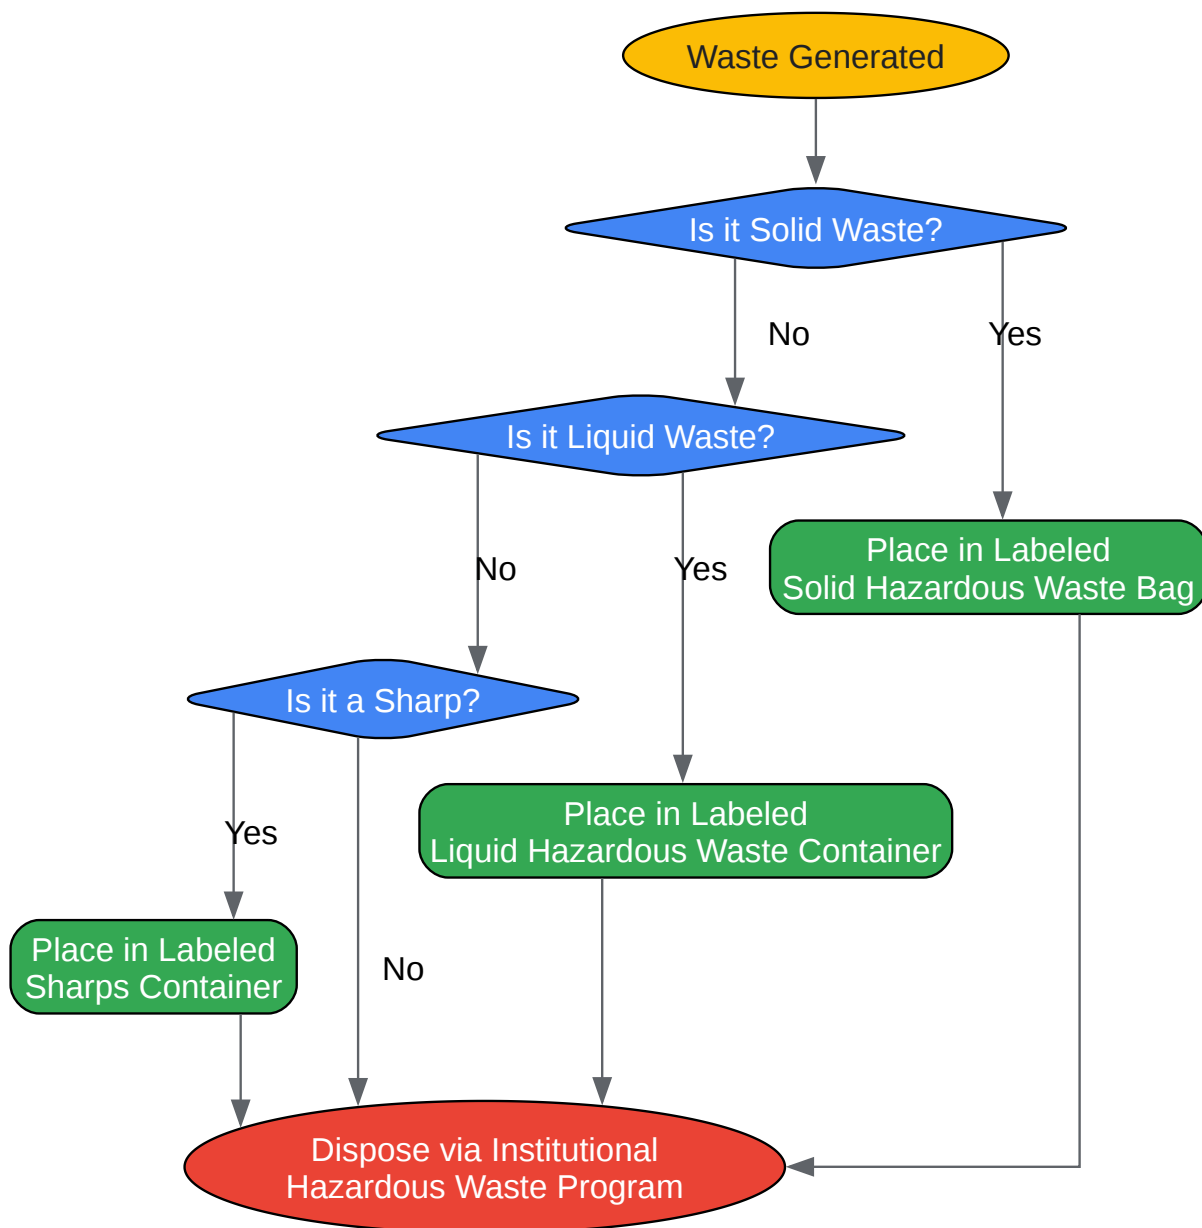 Waste Generated
Is it Solid Waste?
No
Yes
Is it Liquid Waste?
No
Yes
Place in Labeled
Solid Hazardous Waste Bag
Is it a Sharp?
Yes
No
Place in Labeled
Liquid Hazardous Waste Container
Place in Labeled
Sharps Container
Dispose via Institutional
Hazardous Waste Program